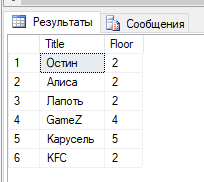 Результаты Сообщения
Title Floor
1 Остин 2
2 Алиса 2
3 Лапоть 2
4 GameZ 4
5 Карусель 5
6 KFC 2